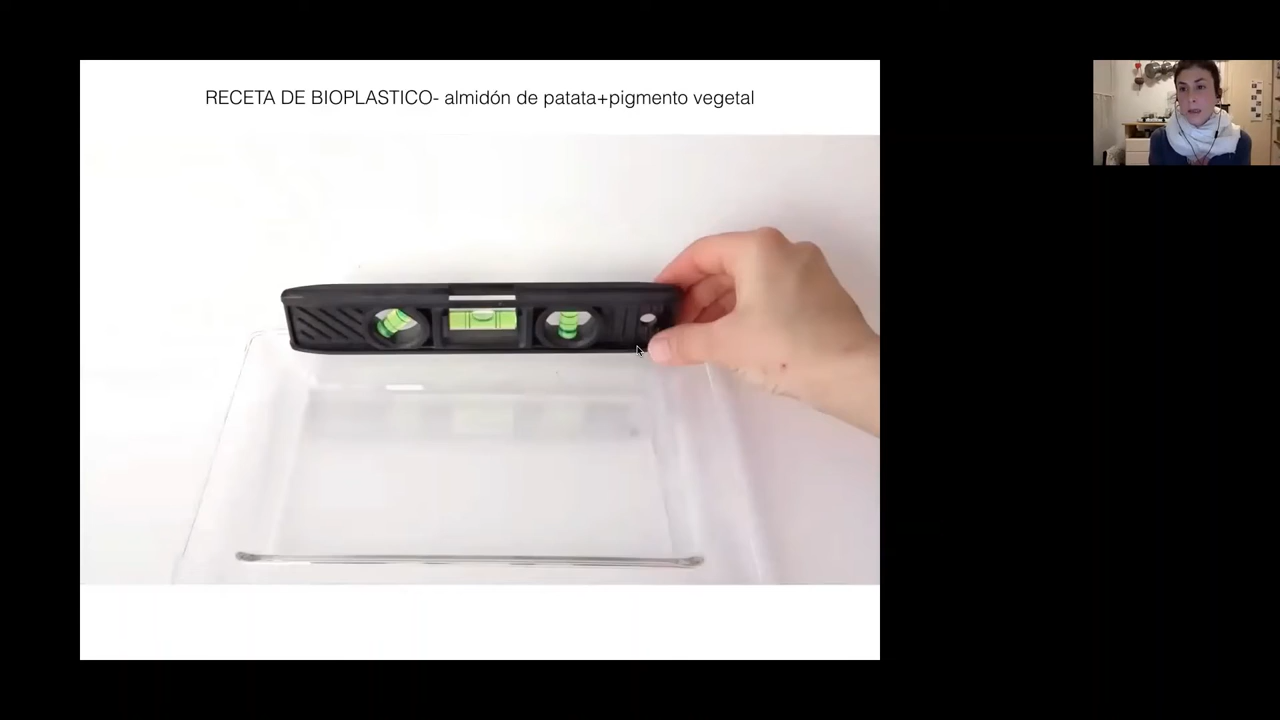 RECETA DE BIOPLASTICO- almidón de patata+pigmento vegetal